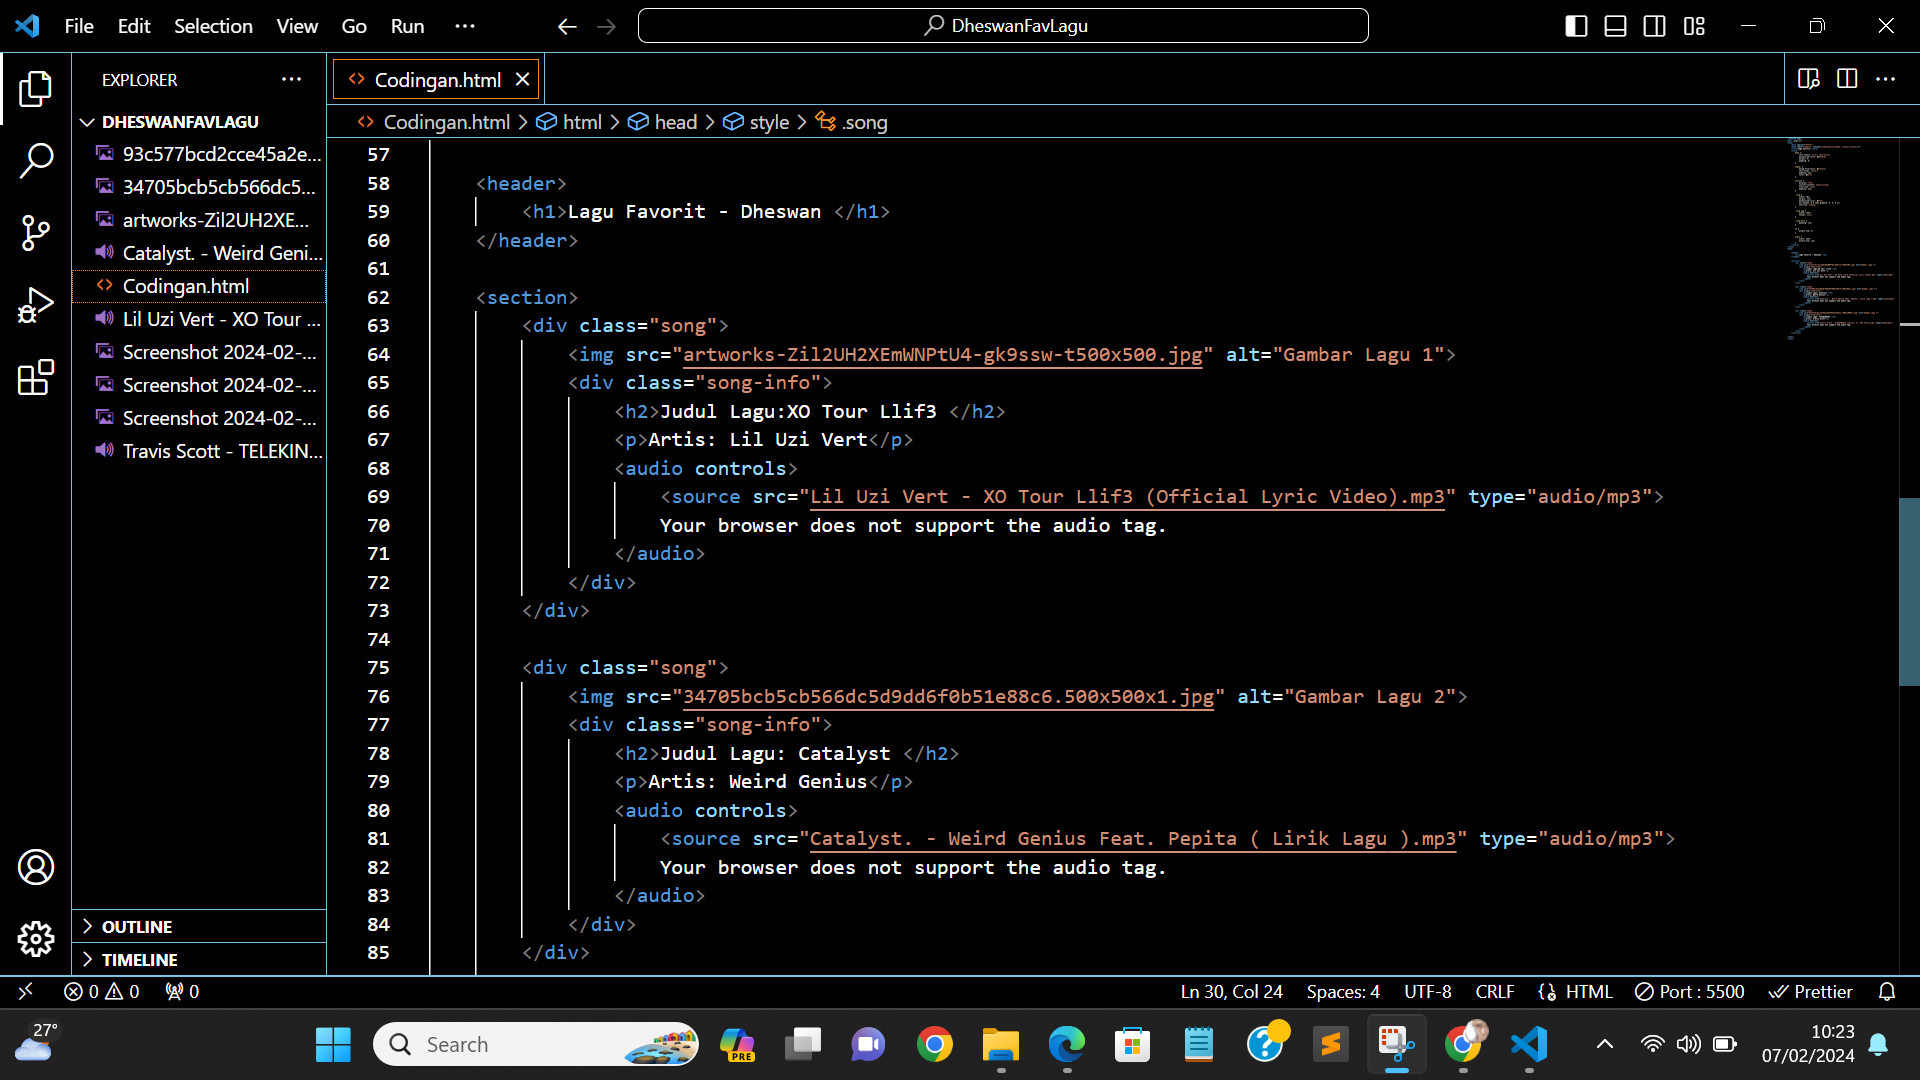 File Edit Selection View Go Run ···
DheswanFavLagu
EXPLORER
Codingan.html
DHESWANFAVLAGU
Codingan.html > html > head > style > .song
93c577bcd2cce45a2e...
34705bcb5cb566dc5...
artworks-Zil2UH2XE...
Catalyst. - Weird Geni...
Codingan.html
Lil Uzi Vert - XO Tour ...
Screenshot 2024-02-...
Screenshot 2024-02-...
Screenshot 2024-02-...
Travis Scott - TELEKIN...
OUTLINE
TIMELINE
57
58 <header>
59 <h1>Lagu Favorit - Dheswan </h1>
60 </header>
61
62 <section>
63 <div class="song">
64 <img src="artworks-Zil2UH2XEmWNPtU4-gk9ssw-t500x500.jpg" alt="Gambar Lagu 1">
65 <div class="song-info">
66 <h2>Judul Lagu:XO Tour Llif3 </h2>
67 <p>Artis: Lil Uzi Vert</p>
68 <audio controls>
69 <source src="Lil Uzi Vert - XO Tour Llif3 (Official Lyric Video).mp3" type="audio/mp3">
70 Your browser does not support the audio tag.
71 </audio>
72 </div>
73 </div>
74
75 <div class="song">
76 <img src="34705bcb5cb566dc5d9dd6f0b51e88c6.500x500x1.jpg" alt="Gambar Lagu 2">
77 <div class="song-info">
78 <h2>Judul Lagu: Catalyst </h2>
79 <p>Artis: Weird Genius</p>
80 <audio controls>
81 <source src="Catalyst. - Weird Genius Feat. Pepita ( Lirik Lagu ).mp3" type="audio/mp3">
82 Your browser does not support the audio tag.
83 </audio>
84 </div>
85 </div>
0 0 0
Ln 30, Col 24 Spaces: 4 UTF-8 CRLF HTML Port : 5500 Prettier
27°
Search
PRE
10:23
07/02/2024